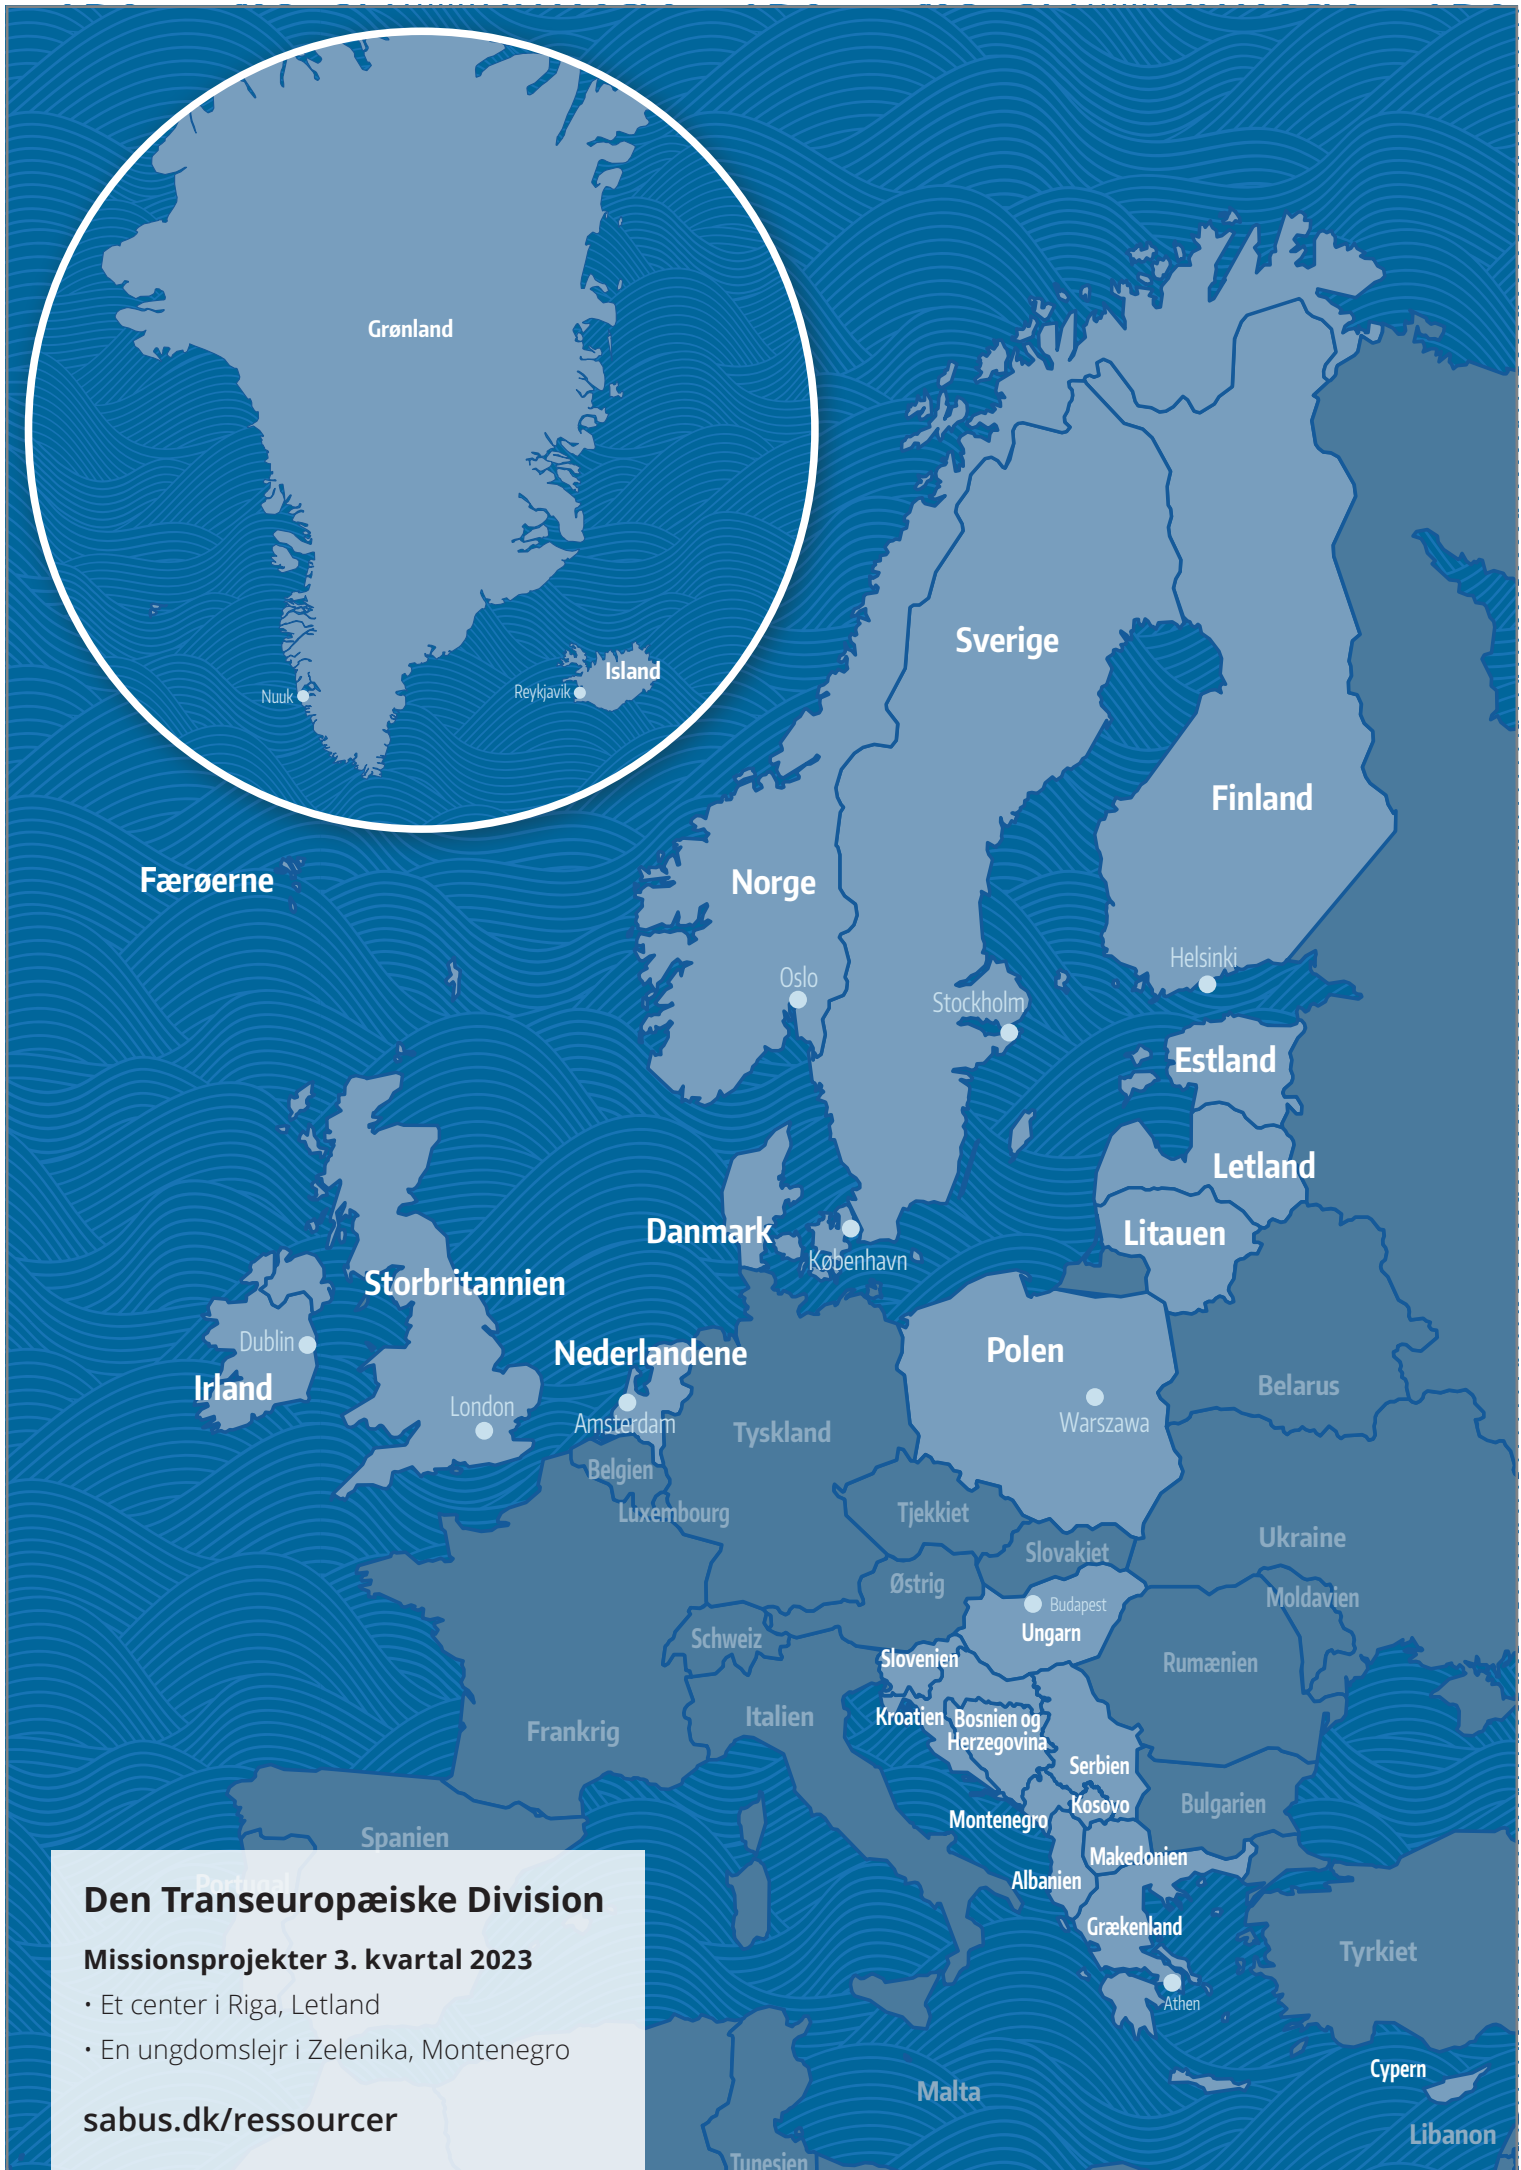 Grønland
Nuuk
Reykjavik
Island
Sverige
Finland
Færøerne
Norge
Helsinki
Oslo
Stockholm
Estland
Letland
Danmark
Litauen
København
Storbritannien
Dublin
Nederlandene
Polen
Irland
Belarus
London
Amsterdam
Warszawa
Tyskland
Belgien
Luxembourg
Tjekkiet
Ukraine
Slovakiet
Østrig
Moldavien
Budapest
Ungarn
Schweiz
Slovenien
Rumænien
Italien
Kroatien
Bosnien og
Herzegovina
Frankrig
Serbien
Kosovo
Bulgarien
Montenegro
Spanien
Makedonien
Albanien
Portugal
Grækenland
Tyrkiet
Athen
Cypern
Malta
Libanon
Tunesien
Den Transeuropæiske Division
Missionsprojekter 3. kvartal 2023
• Et center i Riga, Letland
• En ungdomslejr i Zelenika, Montenegro
sabus.dk/ressourcer